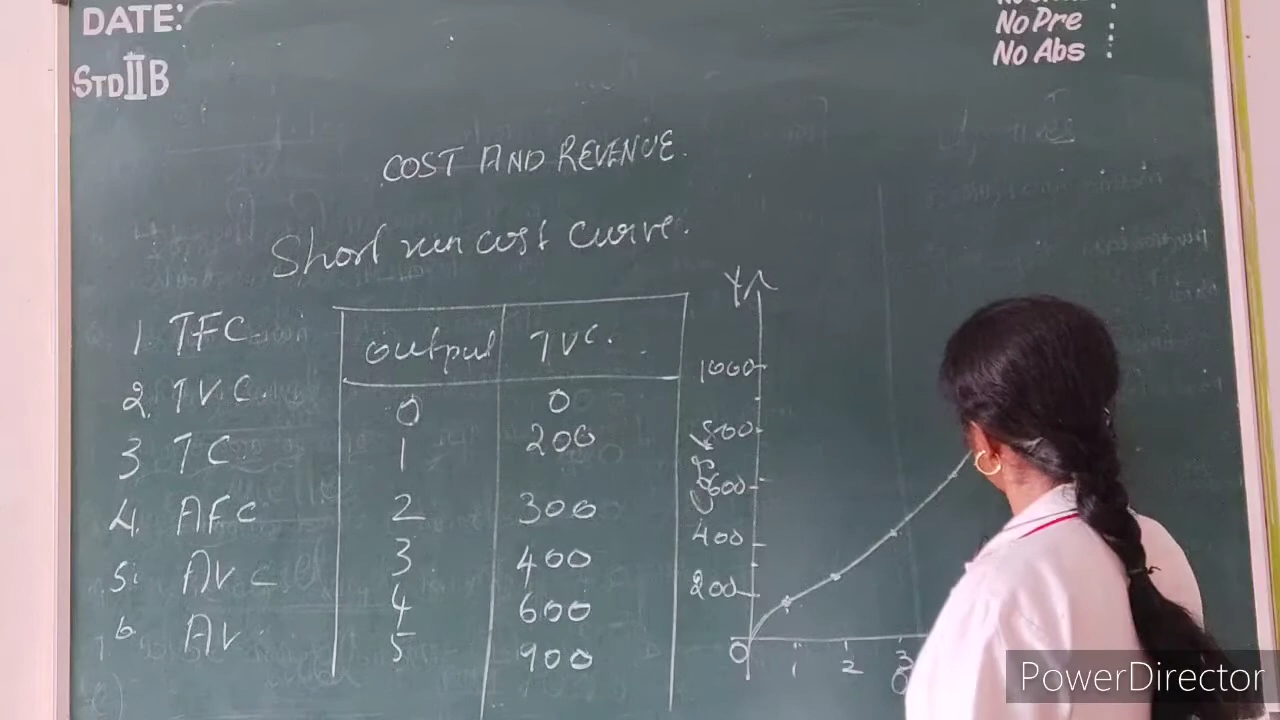 DATE:
STD II B
No Pre :
No Abs :
COST AND REVENUE.
Short run cost curve.
1. TFC
2. TVC.
3 TC
4. AFC
5. AVC
6 AV.
Output TVC.
0 0
1 200
2 300
3 400
4 600
5 900
Y
1000
800
600
400
200
0 1 2 3
PowerDirector